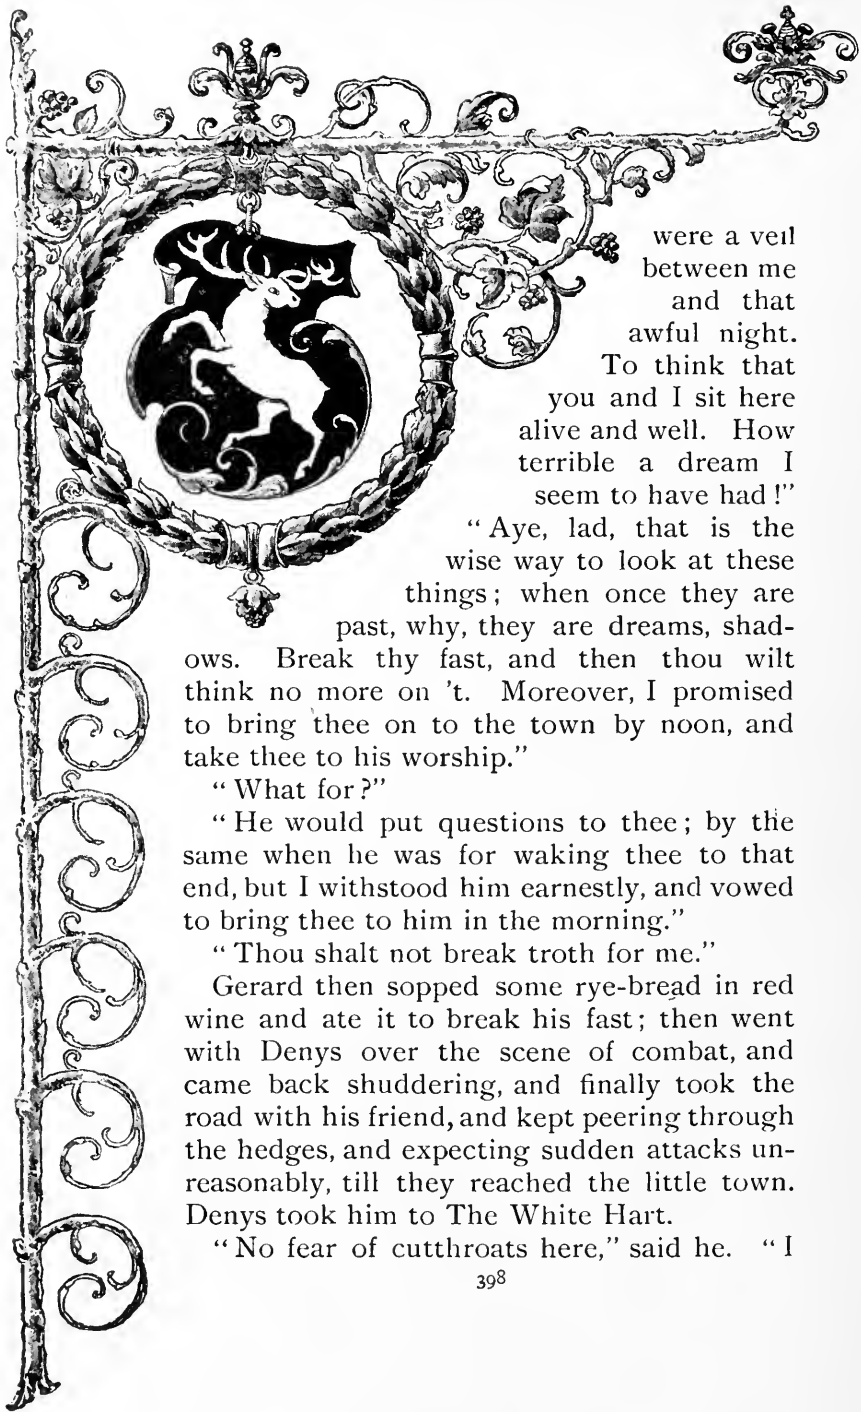 were a veil
between me
and that
awful night.
To think that
you and I sit here
alive and well. How
terrible a dream I
seem to have had!"
"Aye, lad, that is the
wise way to look at these
things; when once they are
past, why, they are dreams, shad-
ows. Break thy fast, and then thou wilt
think no more on 't. Moreover, I promised
to bring thee on to the town by noon, and
take thee to his worship."
"What for?"
"He would put questions to thee; by the
same when he was for waking thee to that
end, but I withstood him earnestly, and vowed
to bring thee to him in the morning."
"Thou shalt not break troth for me."
Gerard then sopped some rye-bread in red
wine and ate it to break his fast; then went
with Denys over the scene of combat, and
came back shuddering, and finally took the
road with his friend, and kept peering through
the hedges, and expecting sudden attacks un-
reasonably, till they reached the little town.
Denys took him to The White Hart.
"No fear of cutthroats here," said he. "I
398